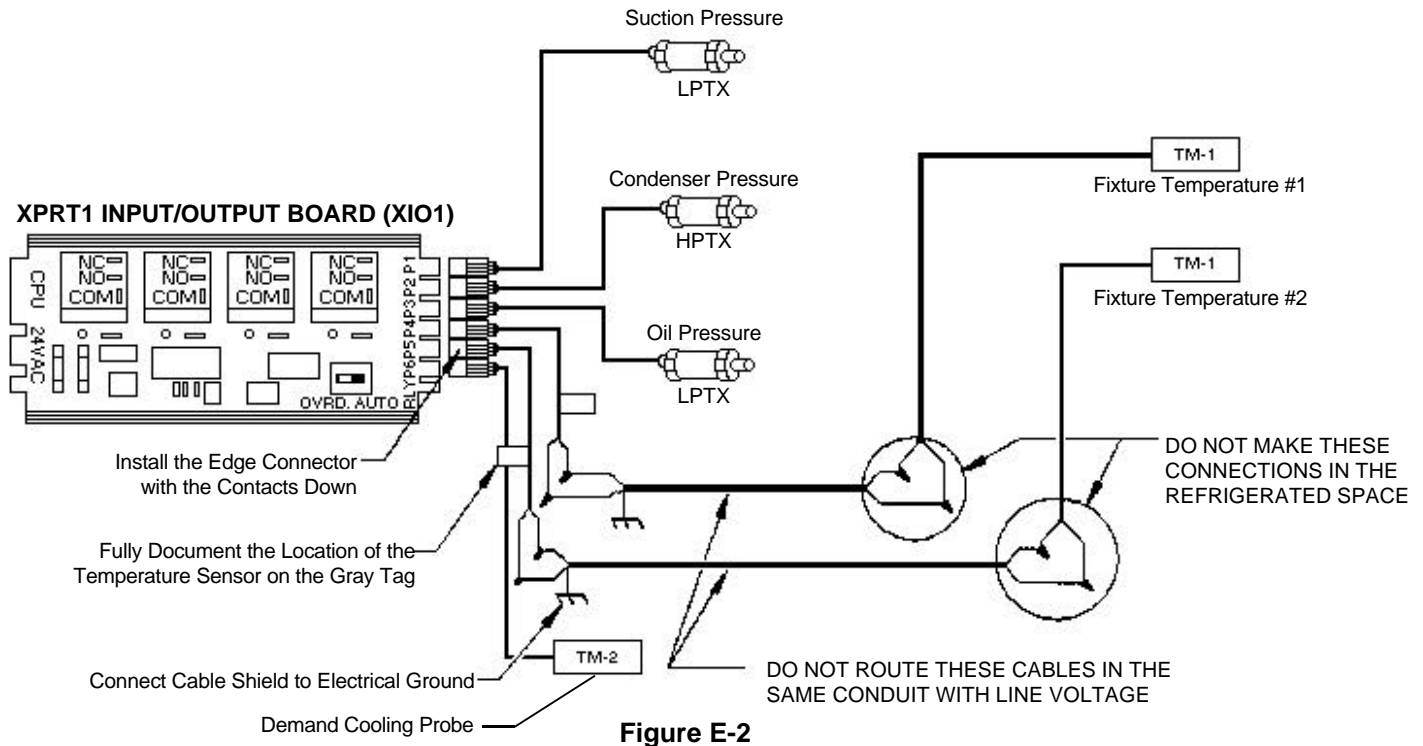 Suction Pressure
LPTX
TM-1
Fixture Temperature #1
Condenser Pressure
HPTX
XPRT1 INPUT/OUTPUT BOARD (XIO1)
TM-1
Fixture Temperature #2
NC NC NC NC
NO NO NO NO
COM COM COM COM
CPU
24VAC
P1
P2
P3
P4
P5
P6
RLY
OVRD. AUTO
Oil Pressure
LPTX
Install the Edge Connector
with the Contacts Down
DO NOT MAKE THESE
CONNECTIONS IN THE
REFRIGERATED SPACE
Fully Document the Location of the
Temperature Sensor on the Gray Tag
TM-2
Connect Cable Shield to Electrical Ground
DO NOT ROUTE THESE CABLES IN THE
SAME CONDUIT WITH LINE VOLTAGE
Demand Cooling Probe
Figure E-2